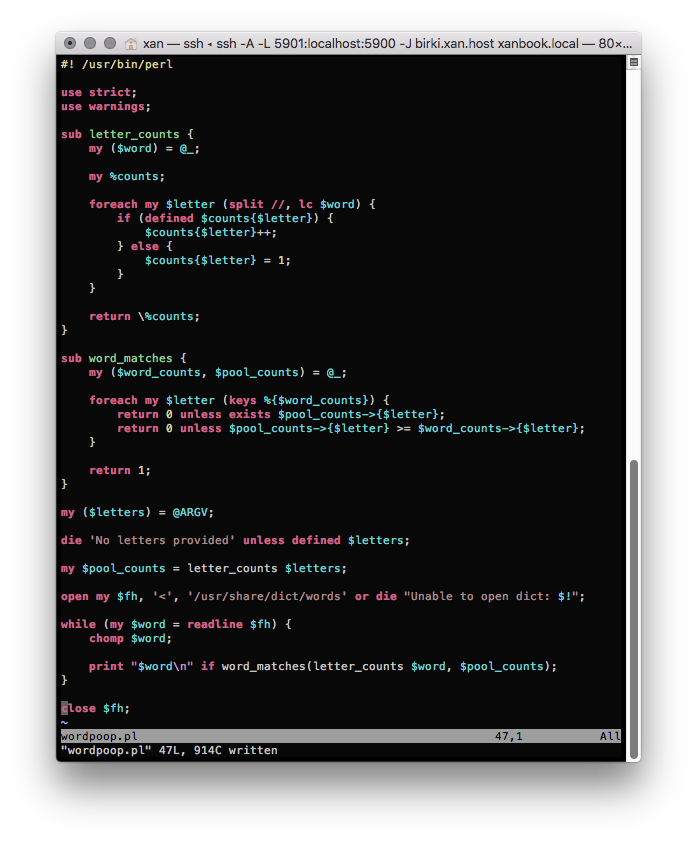 xan — ssh ◂ ssh -A -L 5901:localhost:5900 -J birki.xan.host xanbook.local — 80×...
#! /usr/bin/perl

use strict;
use warnings;

sub letter_counts {
    my ($word) = @_;

    my %counts;

    foreach my $letter (split //, lc $word) {
        if (defined $counts{$letter}) {
            $counts{$letter}++;
        } else {
            $counts{$letter} = 1;
        }
    }

    return \%counts;
}

sub word_matches {
    my ($word_counts, $pool_counts) = @_;

    foreach my $letter (keys %{$word_counts}) {
        return 0 unless exists $pool_counts->{$letter};
        return 0 unless $pool_counts->{$letter} >= $word_counts->{$letter};
    }

    return 1;
}

my ($letters) = @ARGV;

die 'No letters provided' unless defined $letters;

my $pool_counts = letter_counts $letters;

open my $fh, '<', '/usr/share/dict/words' or die "Unable to open dict: $!";

while (my $word = readline $fh) {
    chomp $word;

    print "$word\n" if word_matches(letter_counts $word, $pool_counts);
}

close $fh;
~
wordpoop.pl 47,1 All
"wordpoop.pl" 47L, 914C written